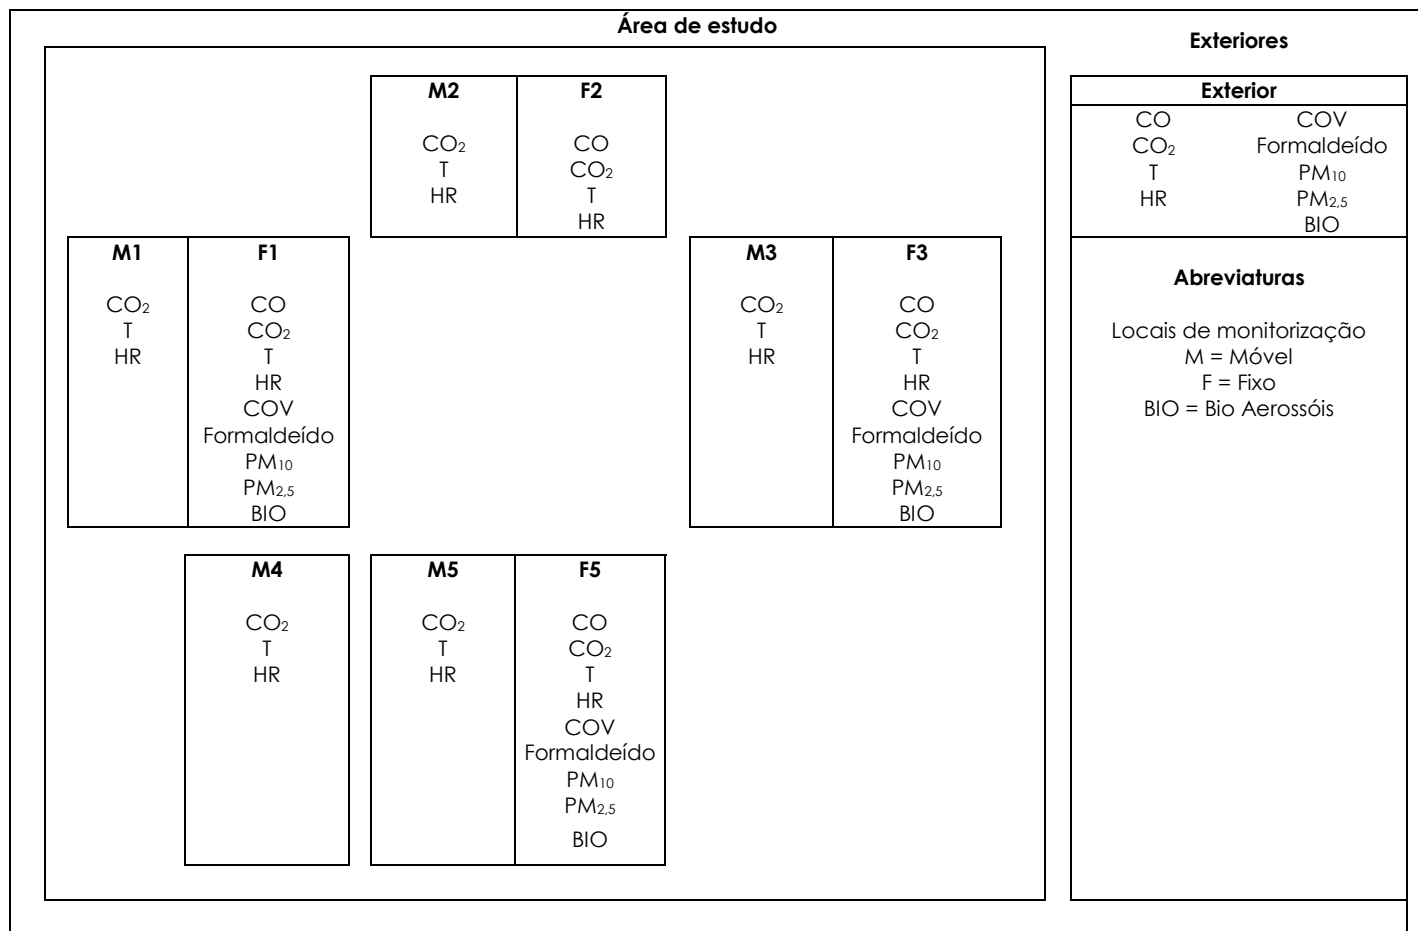 Área de estudo
Exteriores
M2
CO₂
T
HR
F2
CO
CO₂
T
HR
M1
CO₂
T
HR
F1
CO
CO₂
T
HR
COV
Formaldeído
PM₁₀
PM₂,₅
BIO
M3
CO₂
T
HR
F3
CO
CO₂
T
HR
COV
Formaldeído
PM₁₀
PM₂,₅
BIO
M4
CO₂
T
HR
M5
CO₂
T
HR
F5
CO
CO₂
T
HR
COV
Formaldeído
PM₁₀
PM₂,₅
BIO
Exterior
CO COV
CO₂ Formaldeído
T PM₁₀
HR PM₂,₅
BIO
Abreviaturas
Locais de monitorização
M = Móvel
F = Fixo
BIO = Bio Aerossóis